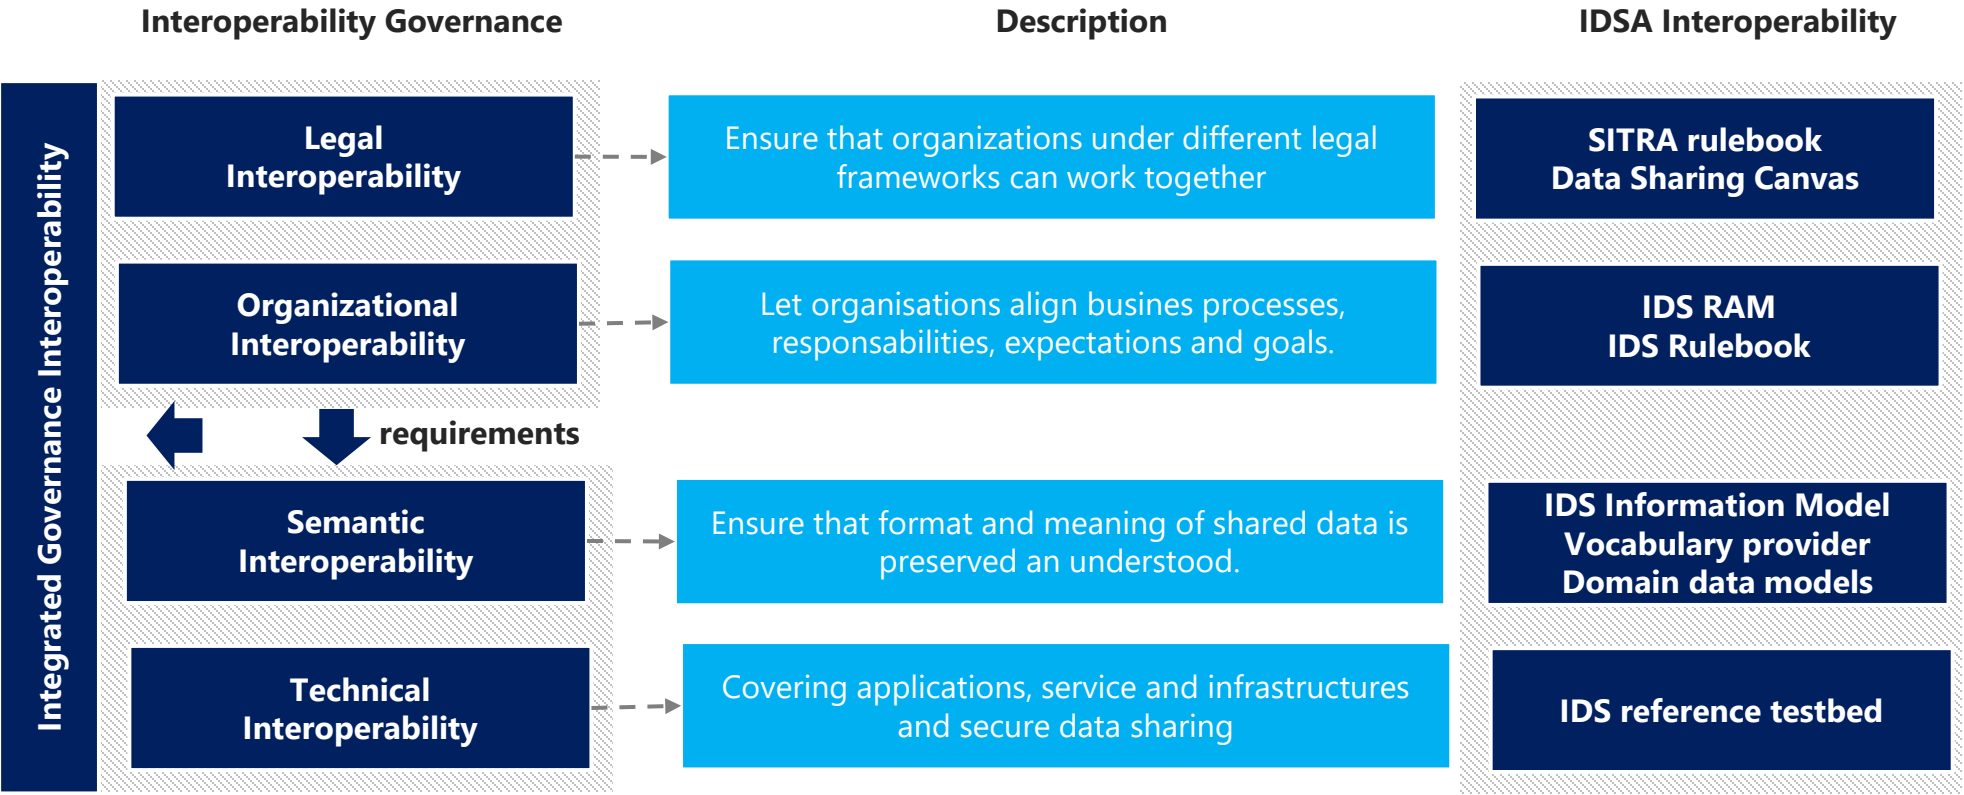 Interoperability Governance
Description
IDSA Interoperability
Integrated Governance Interoperability
Legal
Interoperability
Ensure that organizations under different legal
frameworks can work together
SITRA rulebook
Data Sharing Canvas
Organizational
Interoperability
Let organisations align busines processes,
responsabilities, expectations and goals.
IDS RAM
IDS Rulebook
requirements
Semantic
Interoperability
Ensure that format and meaning of shared data is
preserved an understood.
IDS Information Model
Vocabulary provider
Domain data models
Technical
Interoperability
Covering applications, service and infrastructures
and secure data sharing
IDS reference testbed